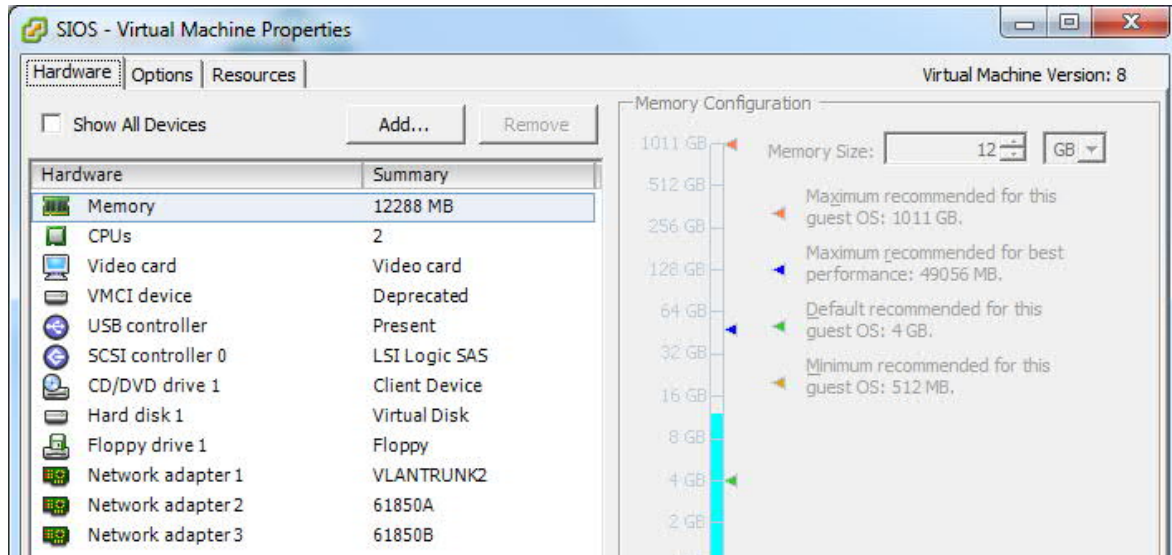 SIOS - Virtual Machine Properties
Hardware Options Resources
Virtual Machine Version: 8
Show All Devices
Add...
Remove
Hardware Summary
Memory 12288 MB
CPUs 2
Video card Video card
VMCI device Deprecated
USB controller Present
SCSI controller 0 LSI Logic SAS
CD/DVD drive 1 Client Device
Hard disk 1 Virtual Disk
Floppy drive 1 Floppy
Network adapter 1 VLANTRUNK2
Network adapter 2 61850A
Network adapter 3 61850B
Memory Configuration
1011 GB
512 GB
256 GB
128 GB
64 GB
32 GB
16 GB
8 GB
4 GB
2 GB
Memory Size: 12 GB
Maximum recommended for this
guest OS: 1011 GB.
Maximum recommended for best
performance: 49056 MB.
Default recommended for this
guest OS: 4 GB.
Minimum recommended for this
guest OS: 512 MB.